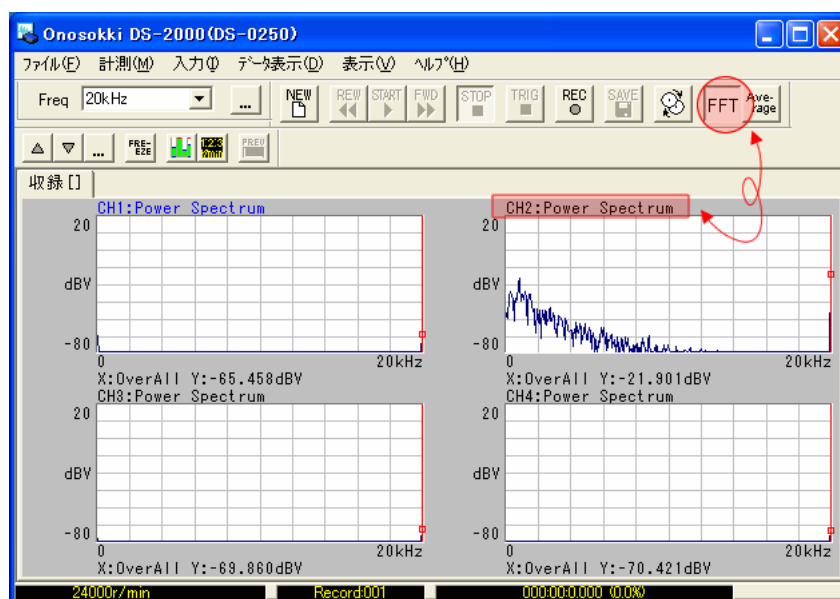 Onosokki DS-2000(DS-0250)
ファイル(F) 計測(M) 入力(I) データ表示(D) 表示(V) ヘルプ(H)
Freq 20kHz ... NEW REW START FWD STOP TRIG REC SAVE FFT Ave-rage
... FRE-EZE PREV
収録 []
CH1:Power Spectrum
20
dBV
-80
0 20kHz
X:OverAll Y:-65.458dBV
CH2:Power Spectrum
20
dBV
-80
0 20kHz
X:OverAll Y:-21.901dBV
CH3:Power Spectrum
20
dBV
-80
0 20kHz
X:OverAll Y:-69.860dBV
CH4:Power Spectrum
20
dBV
-80
0 20kHz
X:OverAll Y:-70.421dBV
24000r/min Record:001 000:00:0.000 (0.0%)